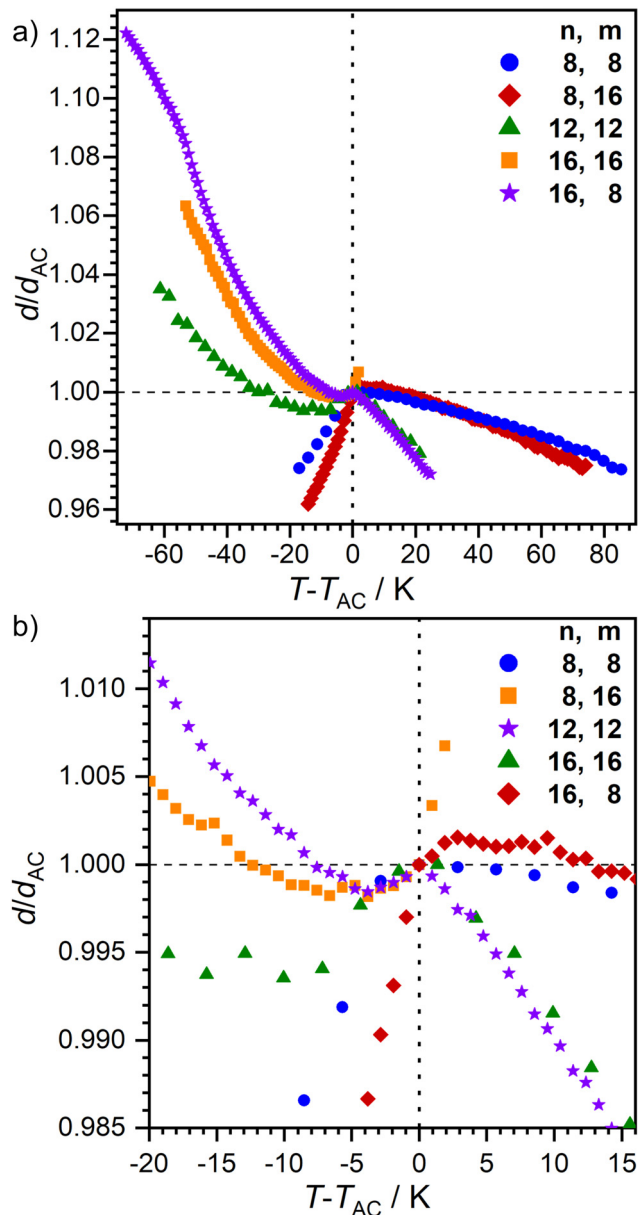 a)
n, m
8, 8
8, 16
12, 12
16, 16
16, 8
1.12
1.10
1.08
1.06
1.04
1.02
1.00
0.98
0.96
d/dAC
-60 -40 -20 0 20 40 60 80
T-TAC / K
b)
n, m
8, 8
8, 16
12, 12
16, 16
16, 8
1.010
1.005
1.000
0.995
0.990
0.985
d/dAC
-20 -15 -10 -5 0 5 10 15
T-TAC / K